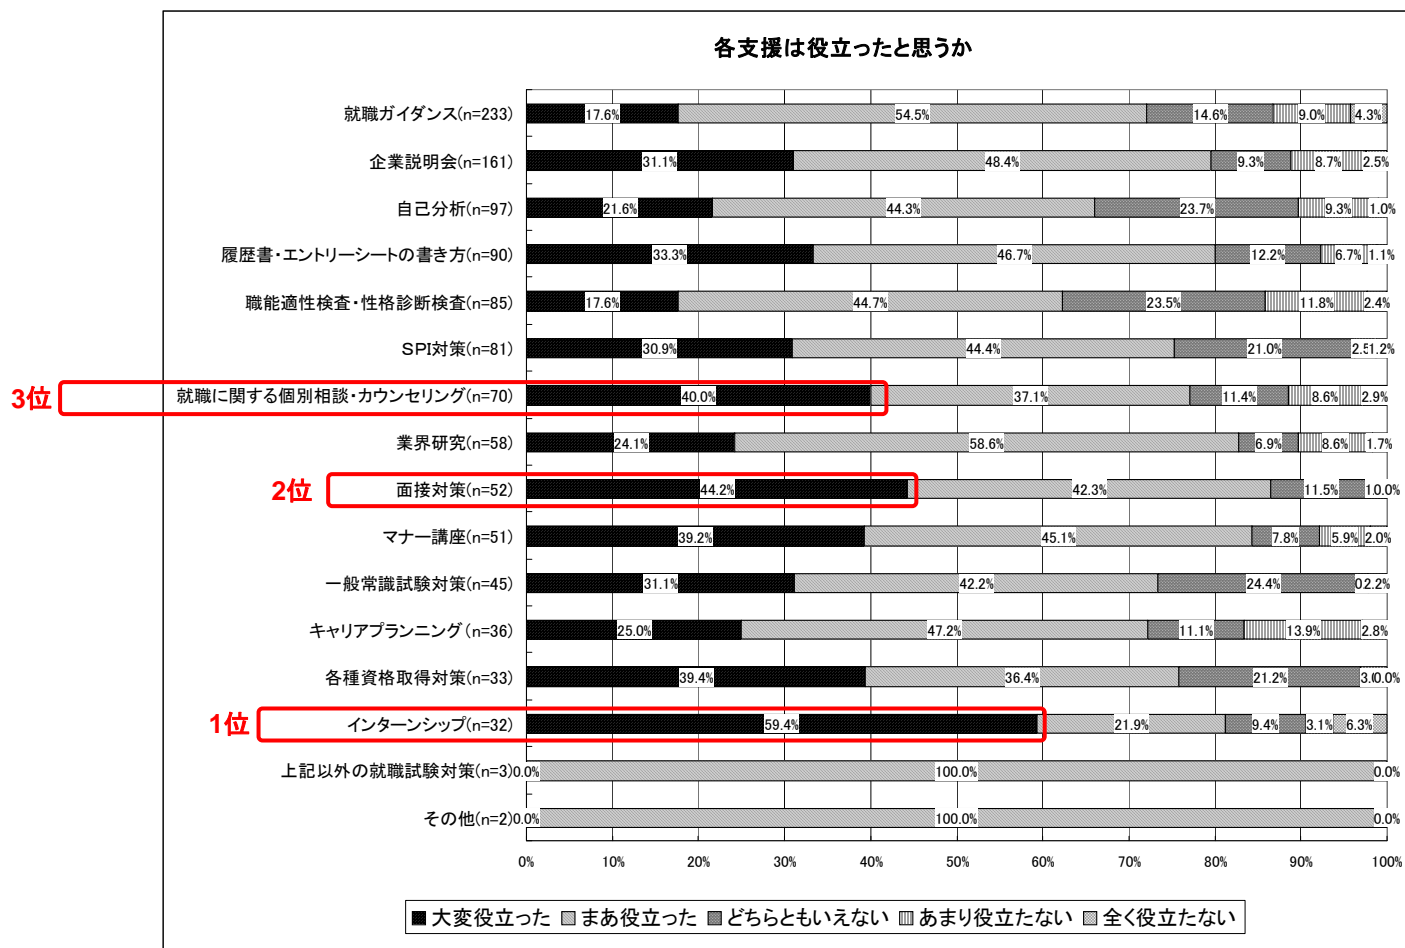 各支援は役立ったと思うか
就職ガイダンス(n=233) 17.6% 54.5% 14.6% 9.0% 4.3%
企業説明会(n=161) 31.1% 48.4% 9.3% 8.7% 2.5%
自己分析(n=97) 21.6% 44.3% 23.7% 9.3% 1.0%
履歴書・エントリーシートの書き方(n=90) 33.3% 46.7% 12.2% 6.7% 1.1%
職能適性検査・性格診断検査(n=85) 17.6% 44.7% 23.5% 11.8% 2.4%
SPI対策(n=81) 30.9% 44.4% 21.0% 1.2%
3位 就職に関する個別相談・カウンセリング(n=70) 40.0% 37.1% 11.4% 8.6% 2.9%
業界研究(n=58) 24.1% 58.6% 6.9% 8.6% 1.7%
2位 面接対策(n=52) 44.2% 42.3% 11.5% 0.0%
マナー講座(n=51) 39.2% 45.1% 7.8% 5.9% 2.0%
一般常識試験対策(n=45) 31.1% 42.2% 24.4% 2.2%
キャリアプランニング(n=36) 25.0% 47.2% 11.1% 13.9% 2.8%
各種資格取得対策(n=33) 39.4% 36.4% 21.2% 0.0%
1位 インターンシップ(n=32) 59.4% 21.9% 9.4% 3.1% 6.3%
上記以外の就職試験対策(n=3) 0.0% 100.0% 0.0%
その他(n=2) 0.0% 100.0% 0.0%
0% 10% 20% 30% 40% 50% 60% 70% 80% 90% 100%
大変役立った まあ役立った どちらともいえない あまり役立たない 全く役立たない